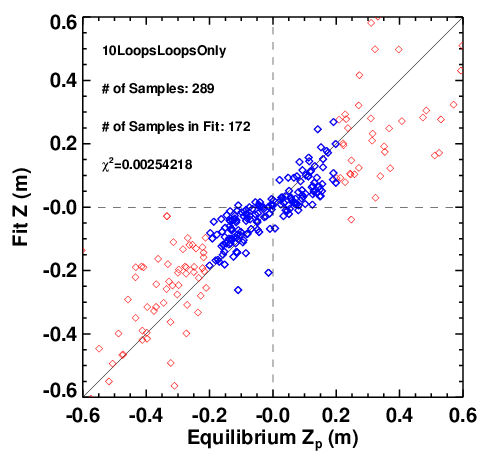 10LoopsLoopsOnly
# of Samples: 289
# of Samples in Fit: 172
χ²=0.00254218
Fit Z (m)
0.6
0.4
0.2
-0.0
-0.2
-0.4
-0.6
-0.6 -0.4 -0.2 -0.0 0.2 0.4 0.6
Equilibrium Zₚ (m)